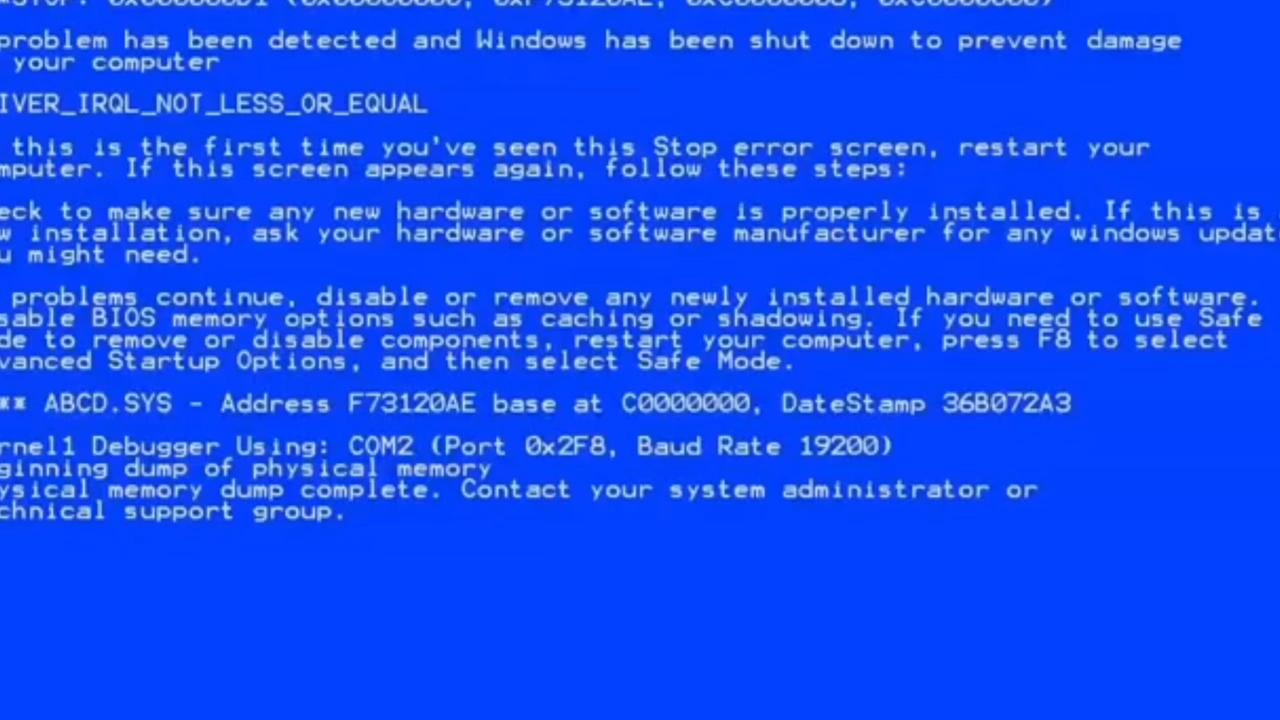 *STOP: 0x000000D1 (0x00000000, 0xF73120AE, 0xC0000008, 0xC0000000)
problem has been detected and Windows has been shut down to prevent damage
your computer
IVER_IRQL_NOT_LESS_OR_EQUAL
this is the first time you've seen this Stop error screen, restart your
mputer. If this screen appears again, follow these steps:
eck to make sure any new hardware or software is properly installed. If this is
w installation, ask your hardware or software manufacturer for any windows updat
u might need.
problems continue, disable or remove any newly installed hardware or software.
sable BIOS memory options such as caching or shadowing. If you need to use Safe
de to remove or disable components, restart your computer, press F8 to select
vanced Startup Options, and then select Safe Mode.
** ABCD.SYS - Address F73120AE base at C0000000, DateStamp 36B072A3
rnel1 Debugger Using: COM2 (Port 0x2F8, Baud Rate 19200)
ginning dump of physical memory
ysical memory dump complete. Contact your system administrator or
chnical support group.